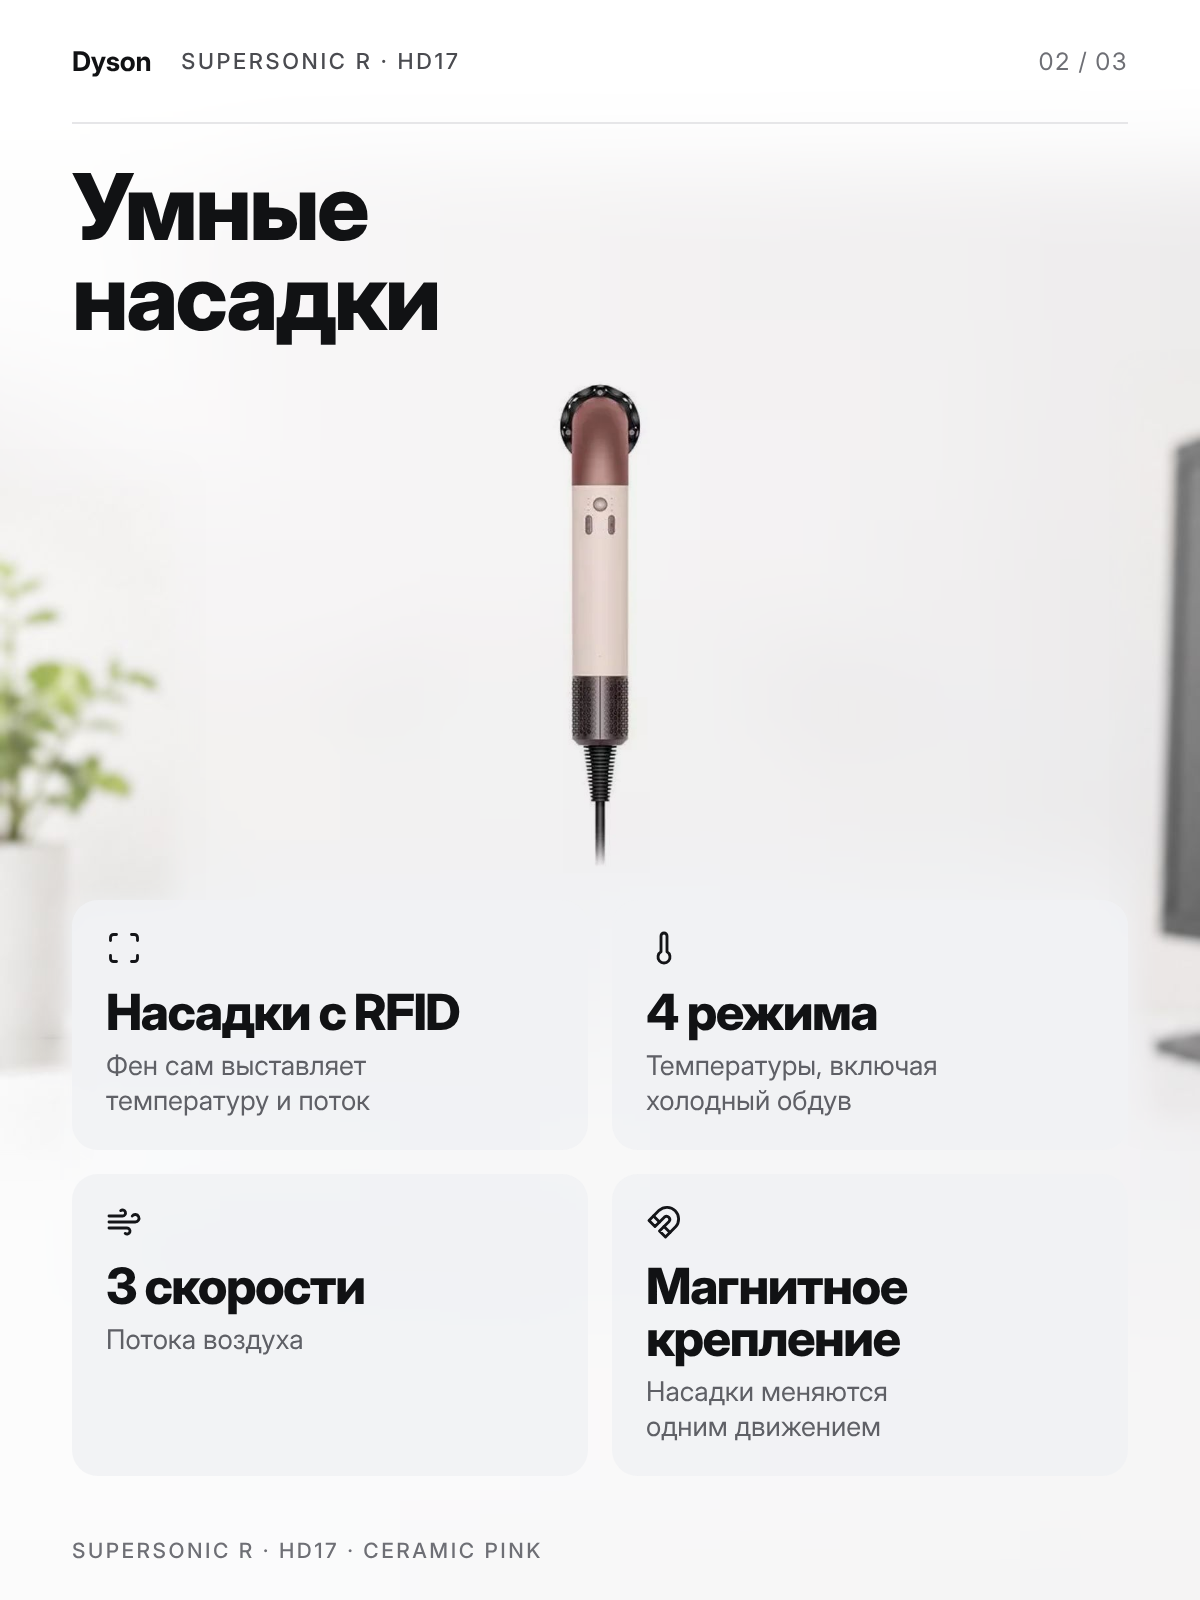 Dyson SUPERSONIC R · HD17 02 / 03
Умные
насадки
Насадки с RFID
Фен сам выставляет
температуру и поток
4 режима
Температуры, включая
холодный обдув
3 скорости
Потока воздуха
Магнитное
крепление
Насадки меняются
одним движением
SUPERSONIC R · HD17 · CERAMIC PINK